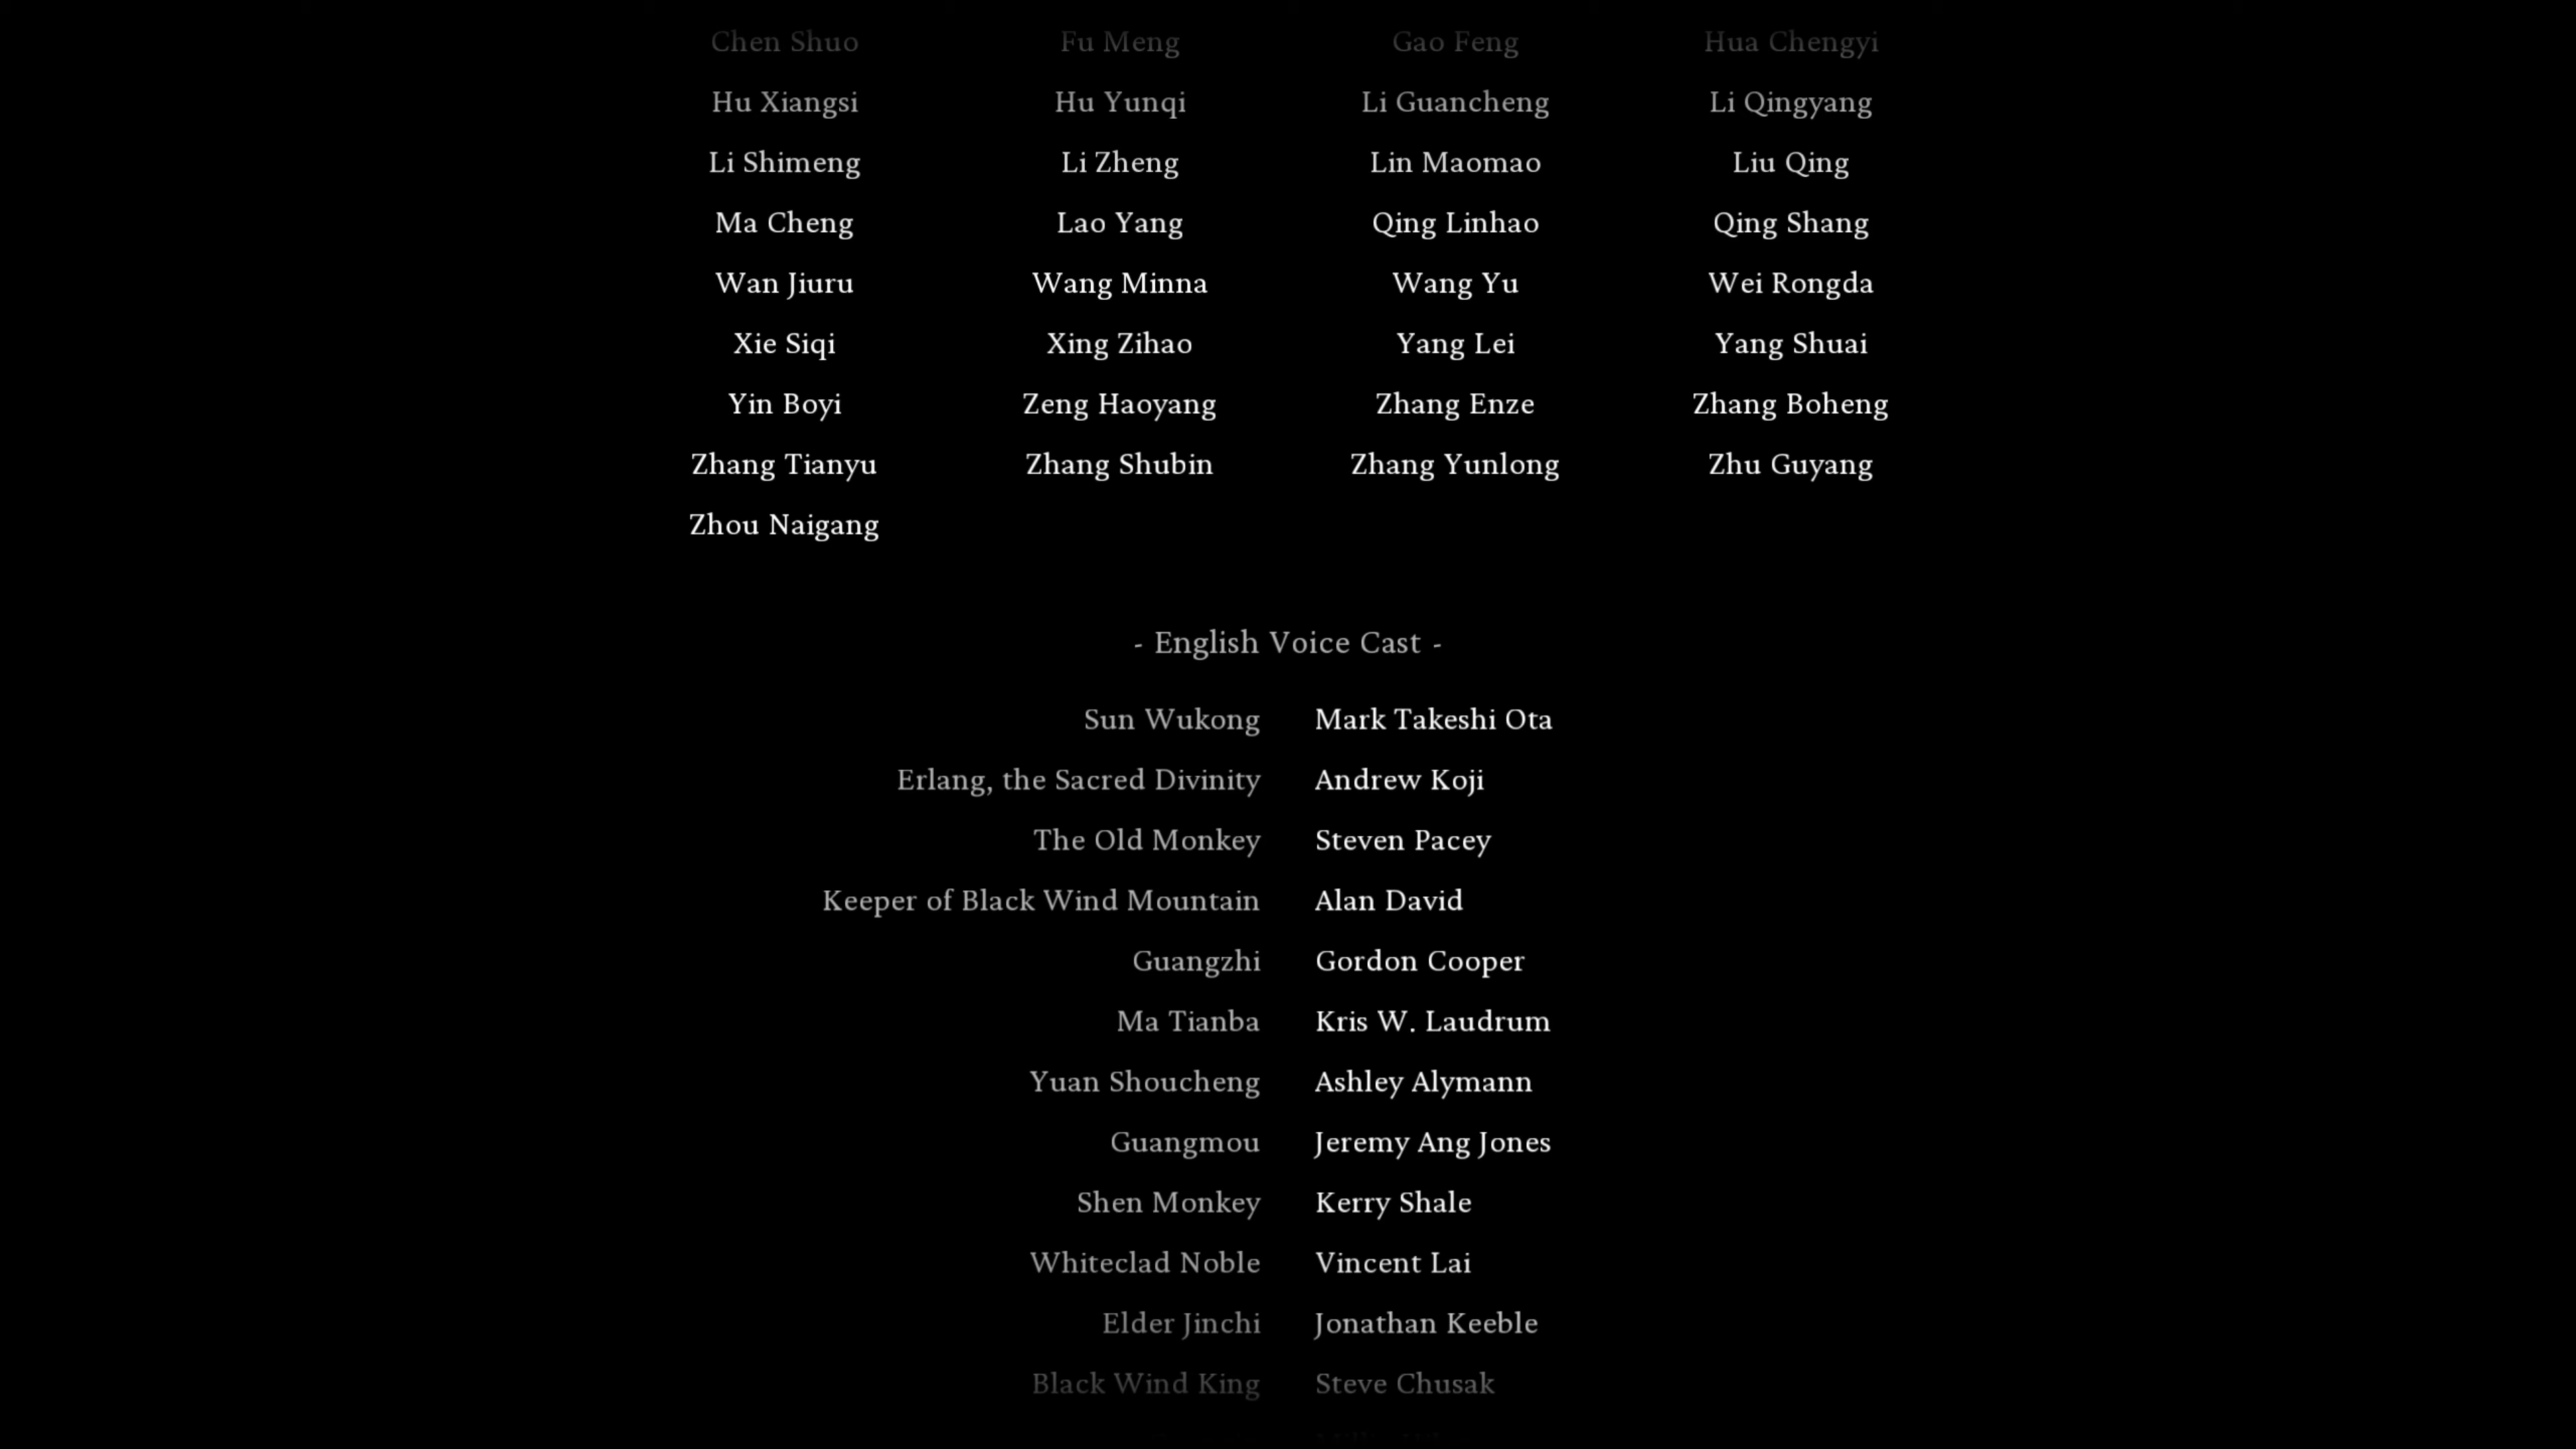 Chen Shuo Fu Meng Gao Feng Hua Chengyi
Hu Xiangsi Hu Yunqi Li Guancheng Li Qingyang
Li Shimeng Li Zheng Lin Maomao Liu Qing
Ma Cheng Lao Yang Qing Linhao Qing Shang
Wan Jiuru Wang Minna Wang Yu Wei Rongda
Xie Siqi Xing Zihao Yang Lei Yang Shuai
Yin Boyi Zeng Haoyang Zhang Enze Zhang Boheng
Zhang Tianyu Zhang Shubin Zhang Yunlong Zhu Guyang
Zhou Naigang
- English Voice Cast -
Sun Wukong Mark Takeshi Ota
Erlang, the Sacred Divinity Andrew Koji
The Old Monkey Steven Pacey
Keeper of Black Wind Mountain Alan David
Guangzhi Gordon Cooper
Ma Tianba Kris W. Laudrum
Yuan Shoucheng Ashley Alymann
Guangmou Jeremy Ang Jones
Shen Monkey Kerry Shale
Whiteclad Noble Vincent Lai
Elder Jinchi Jonathan Keeble
Black Wind King Steve Chusak